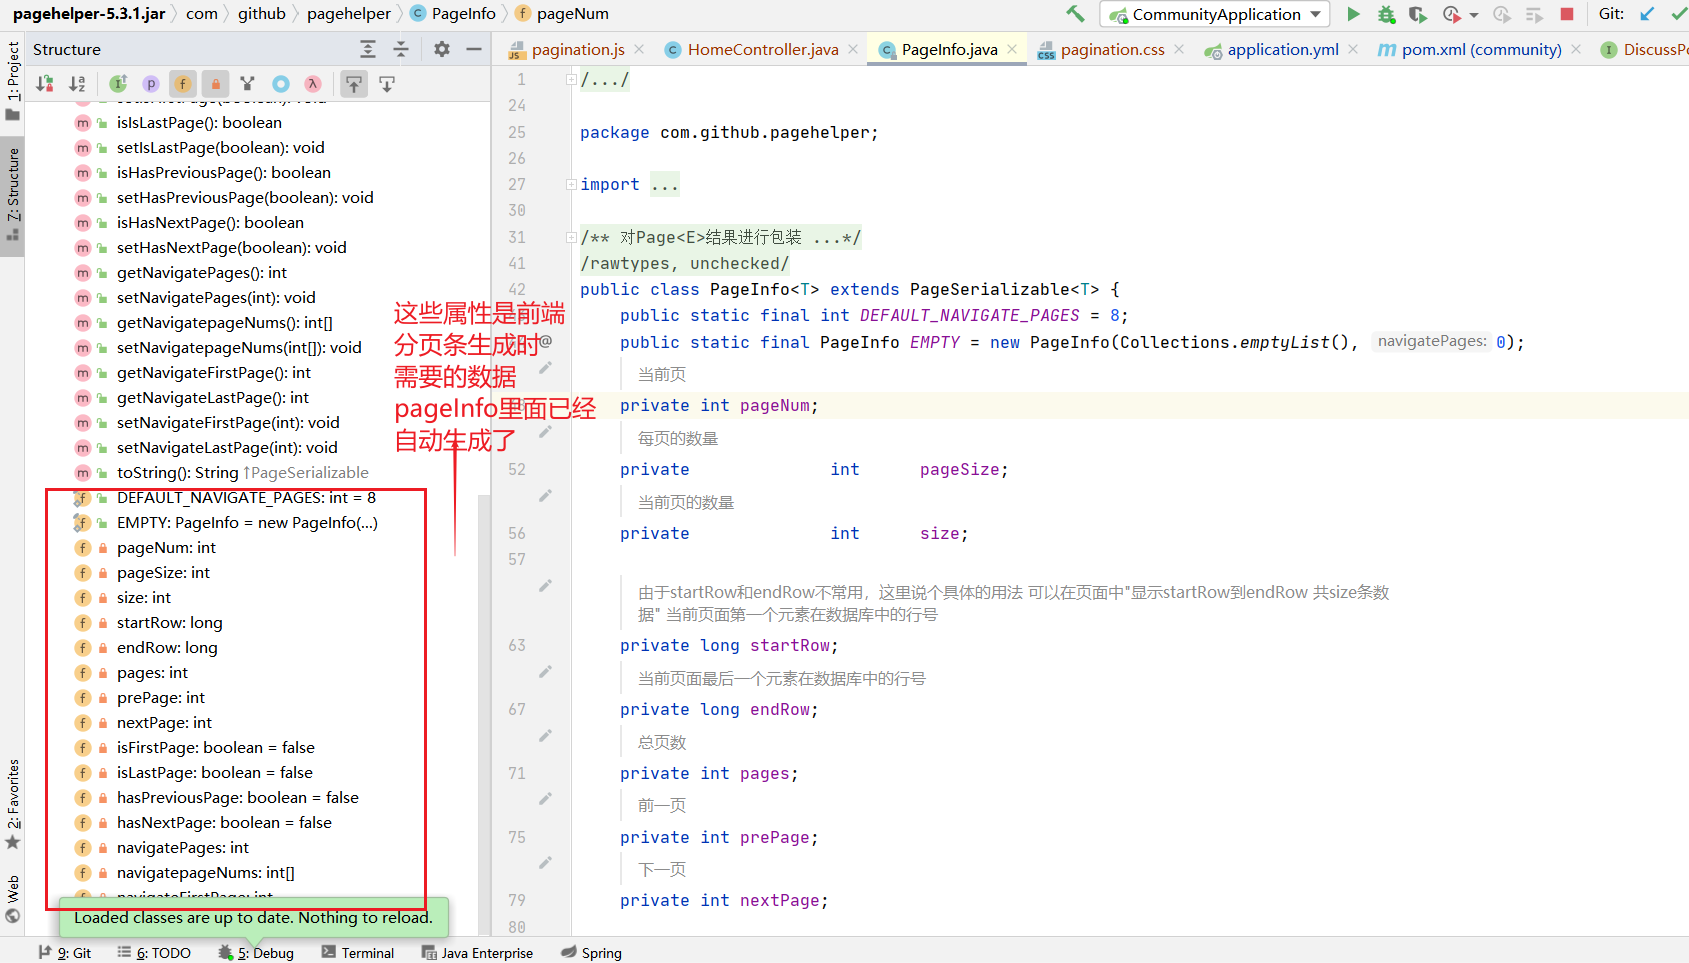 pagehelper-5.3.1.jar com github pagehelper PageInfo pageNum CommunityApplication Git:
Structure
pagination.js HomeController.java PageInfo.java pagination.css application.yml pom.xml (community) DiscussPo
1: Project
7: Structure
2: Favorites
Web
isIsLastPage(): boolean
setIsLastPage(boolean): void
isHasPreviousPage(): boolean
setHasPreviousPage(boolean): void
isHasNextPage(): boolean
setHasNextPage(boolean): void
getNavigatePages(): int
setNavigatePages(int): void
getNavigatepageNums(): int[]
setNavigatepageNums(int[]): void
getNavigateFirstPage(): int
getNavigateLastPage(): int
setNavigateFirstPage(int): void
setNavigateLastPage(int): void
toString(): String ↑PageSerializable
DEFAULT_NAVIGATE_PAGES: int = 8
EMPTY: PageInfo = new PageInfo(...)
pageNum: int
pageSize: int
size: int
startRow: long
endRow: long
pages: int
prePage: int
nextPage: int
isFirstPage: boolean = false
isLastPage: boolean = false
hasPreviousPage: boolean = false
hasNextPage: boolean = false
navigatePages: int
navigatepageNums: int[]
navigateFirstPage: int
Loaded classes are up to date. Nothing to reload.
这些属性是前端
分页条生成时
需要的数据
pageInfo里面已经
自动生成了
1 /.../
24
25 package com.github.pagehelper;
26
27 import ...
30
31 /** 对Page<E>结果进行包装 ...*/
41 /rawtypes, unchecked/
42 public class PageInfo<T> extends PageSerializable<T> {
public static final int DEFAULT_NAVIGATE_PAGES = 8;
@ public static final PageInfo EMPTY = new PageInfo(Collections.emptyList(), navigatePages: 0);
当前页
private int pageNum;
每页的数量
52 private int pageSize;
当前页的数量
56 private int size;
57
由于startRow和endRow不常用，这里说个具体的用法 可以在页面中"显示startRow到endRow 共size条数
据" 当前页面第一个元素在数据库中的行号
63 private long startRow;
当前页面最后一个元素在数据库中的行号
67 private long endRow;
总页数
71 private int pages;
前一页
75 private int prePage;
下一页
79 private int nextPage;
80
9: Git 6: TODO 5: Debug Terminal Java Enterprise Spring